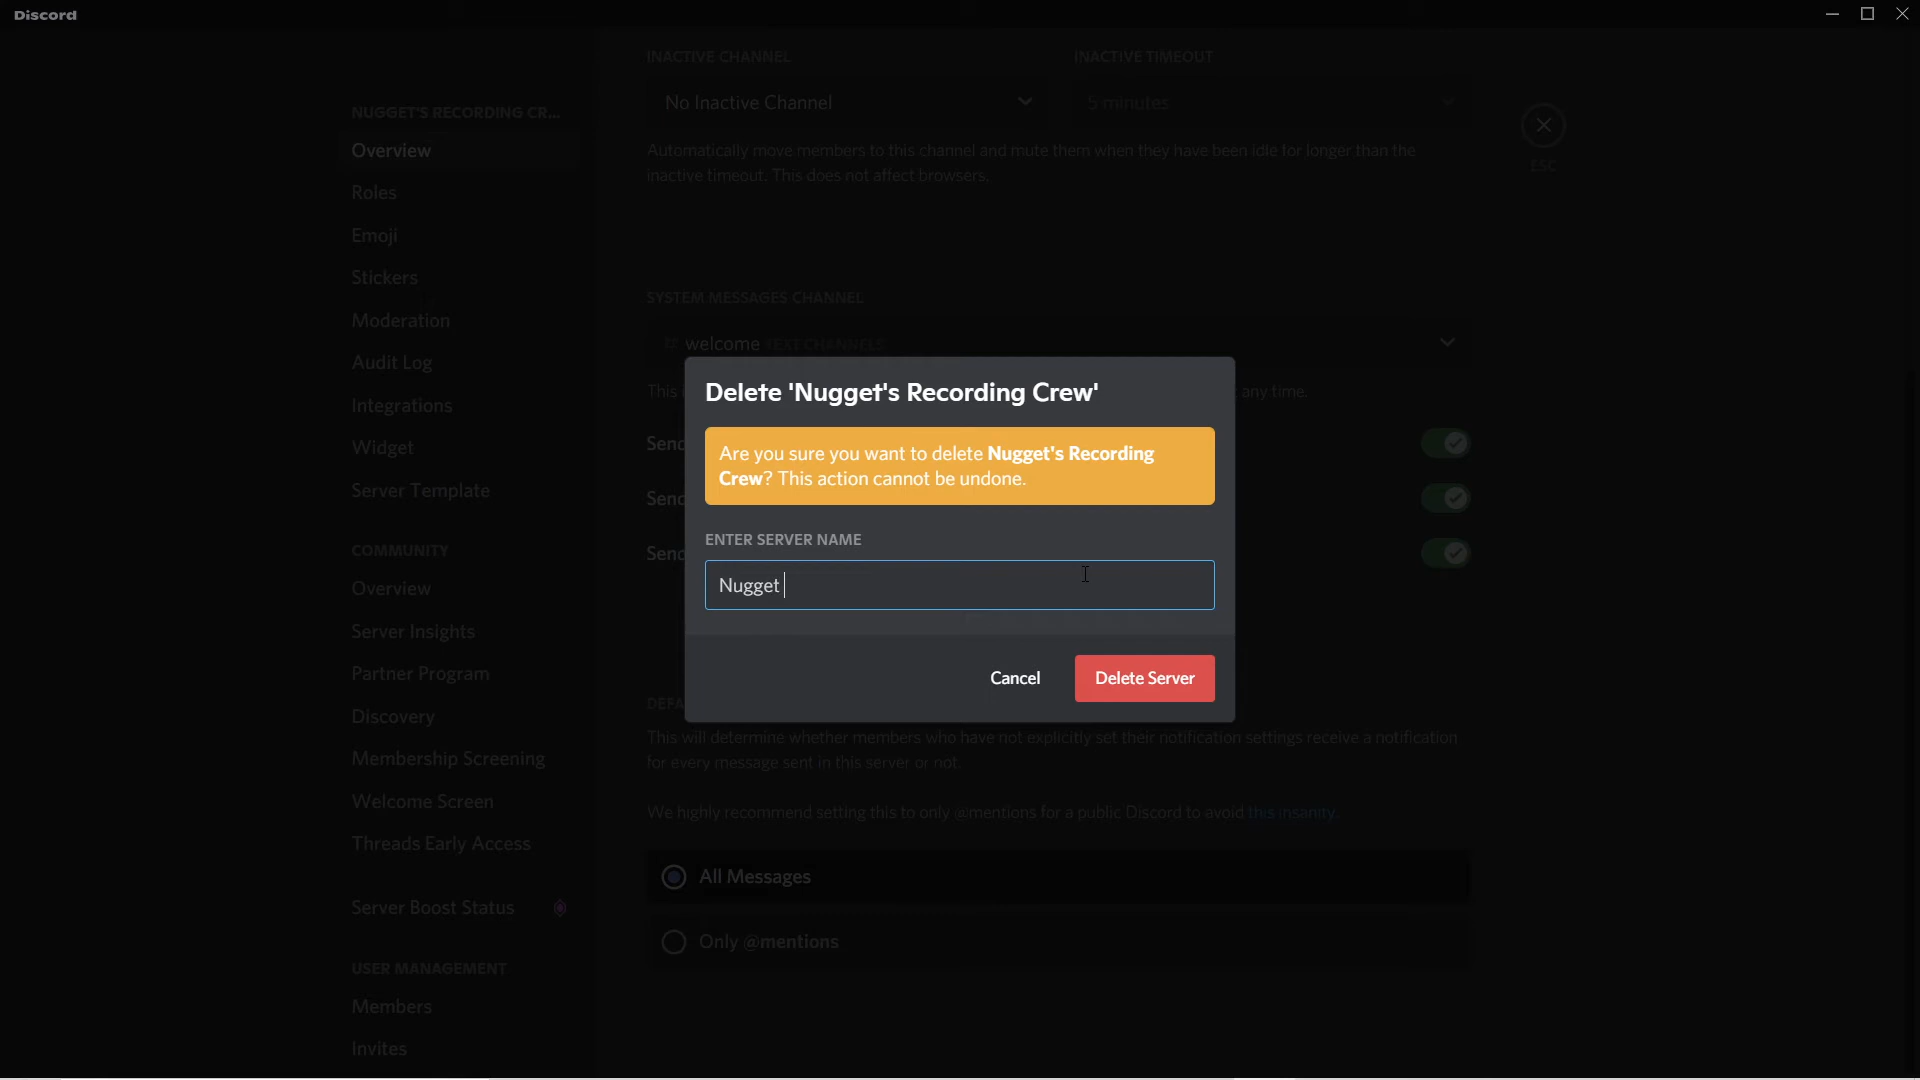 Discord
INACTIVE CHANNEL
INACTIVE TIMEOUT
NUGGET'S RECORDING CR...
No Inactive Channel
5 minutes
Overview
Automatically move members to this channel and mute them when they have been idle for longer than the
inactive timeout. This does not affect browsers.
ESC
Roles
Emoji
Stickers
SYSTEM MESSAGES CHANNEL
Moderation
# welcome TEXT CHANNELS
Audit Log
This
any time.
Delete 'Nugget's Recording Crew'
Integrations
Send
Are you sure you want to delete Nugget's Recording
Crew? This action cannot be undone.
Widget
Server Template
Send
ENTER SERVER NAME
COMMUNITY
Send
Overview
Nugget
Server Insights
Partner Program
Cancel
Delete Server
Discovery
This will determine whether members who have not explicitly set their notification settings receive a notification
for every message sent in this server or not.
Membership Screening
Welcome Screen
We highly recommend setting this to only @mentions for a public Discord to avoid this insanity.
Threads Early Access
All Messages
Server Boost Status
Only @mentions
USER MANAGEMENT
Members
Invites